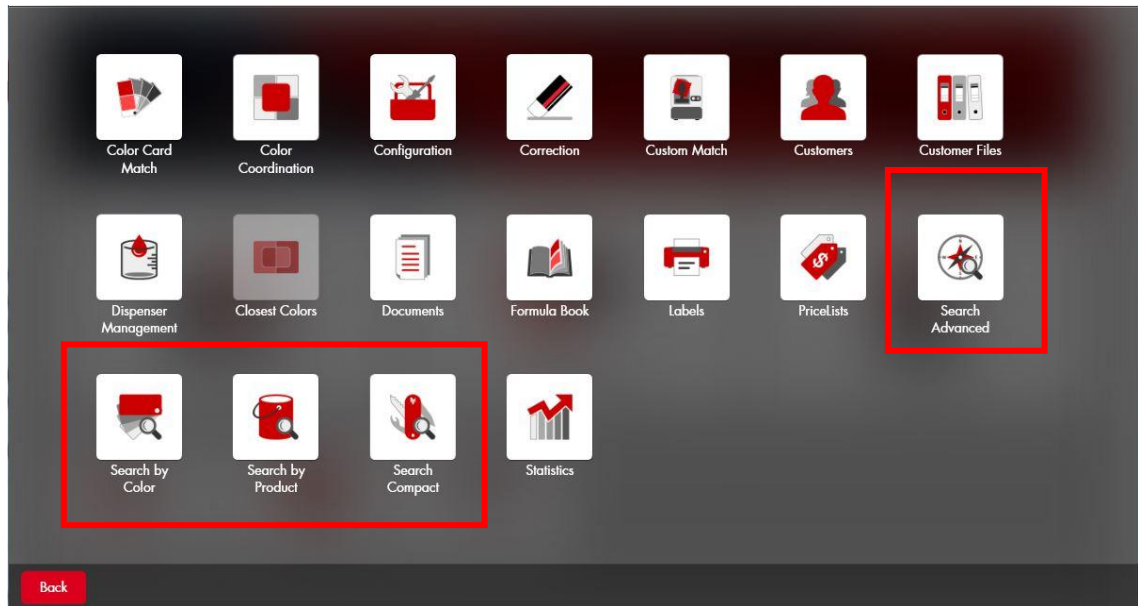 Color Card
Match
Color
Coordination
Configuration
Correction
Custom Match
Customers
Customer Files
Dispenser
Management
Closest Colors
Documents
Formula Book
Labels
PriceLists
Search
Advanced
Search by
Color
Search by
Product
Search
Compact
Statistics
Back